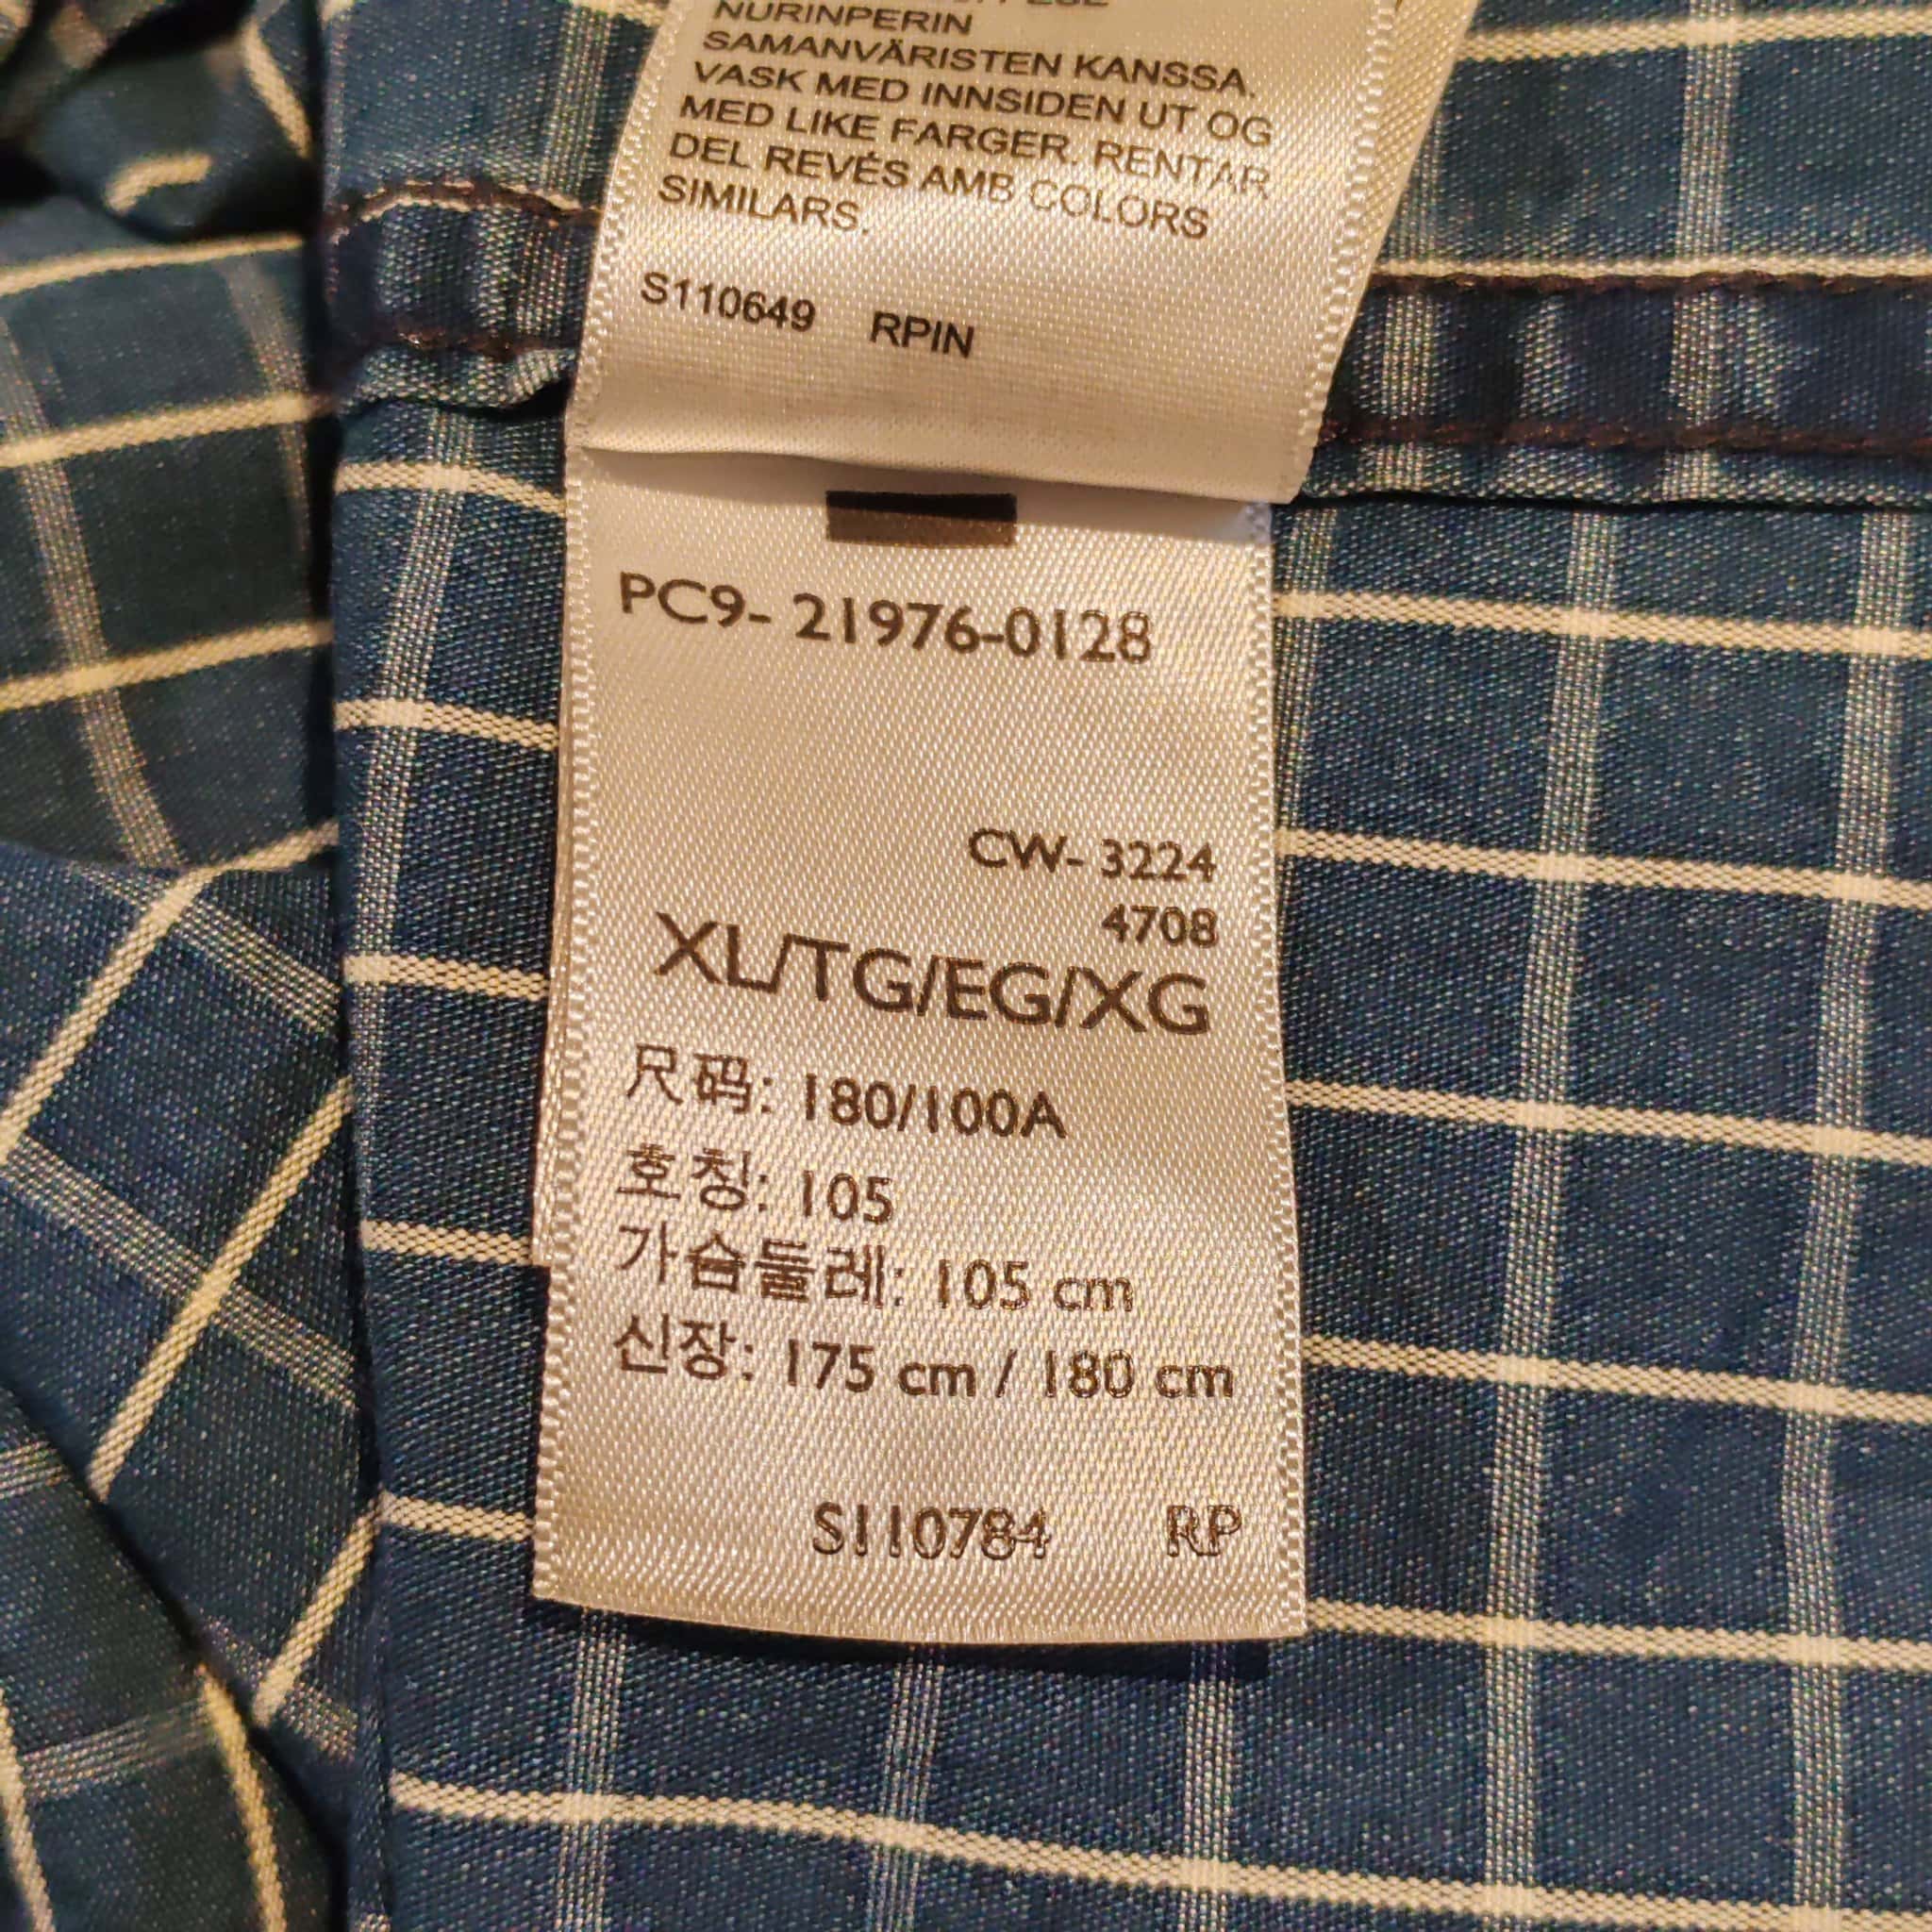 NURINPERIN
SAMANVÄRISTEN KANSSA.
VASK MED INNSIDEN UT OG
MED LIKE FARGER. RENTAR
DEL REVÉS AMB COLORS
SIMILARS.
S110649 RPIN
PC9- 21976-0128
CW- 3224
4708
XL/TG/EG/XG
尺码: 180/100A
호칭: 105
가슴둘레: 105 cm
신장: 175 cm / 180 cm
S110784 RP